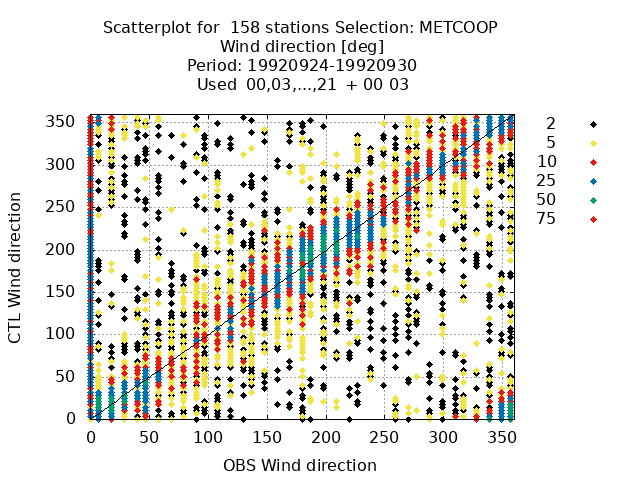 Scatterplot for  158 stations Selection: METCOOP
Wind direction [deg]
Period: 19920924-19920930
Used  00,03,...,21  + 00 03
CTL Wind direction
350
300
250
200
150
100
50
0
0 50 100 150 200 250 300 350
OBS Wind direction
2
5
10
25
50
75